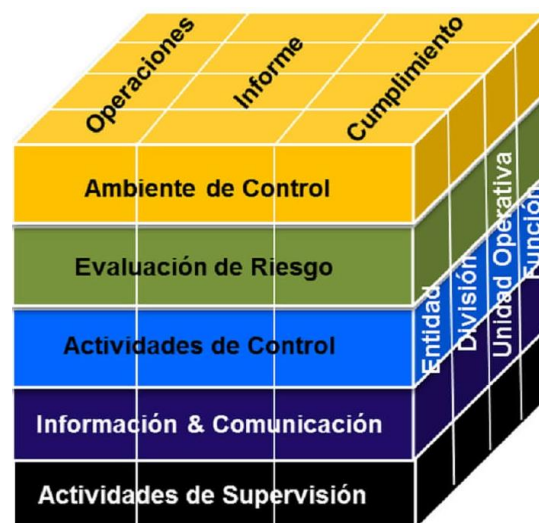 Operaciones
Informe
Cumplimiento
Ambiente de Control
Evaluación de Riesgo
Actividades de Control
Información & Comunicación
Actividades de Supervisión
Entidad
División
Unidad Operativa
Función